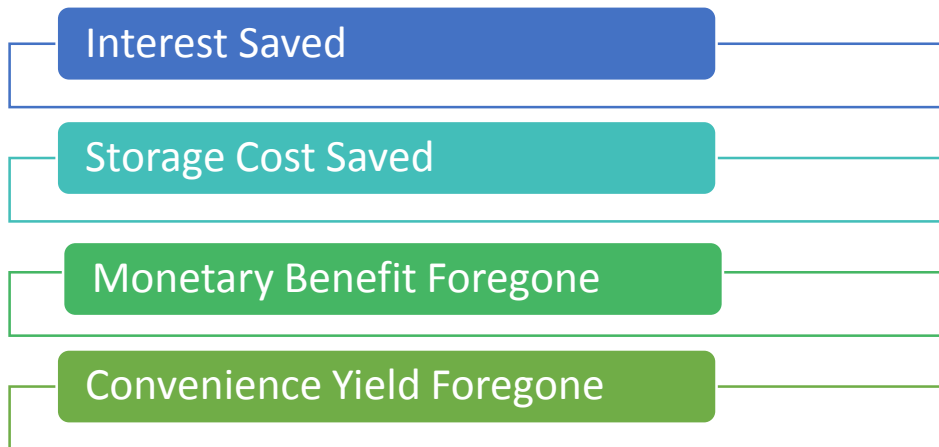 Interest Saved
Storage Cost Saved
Monetary Benefit Foregone
Convenience Yield Foregone